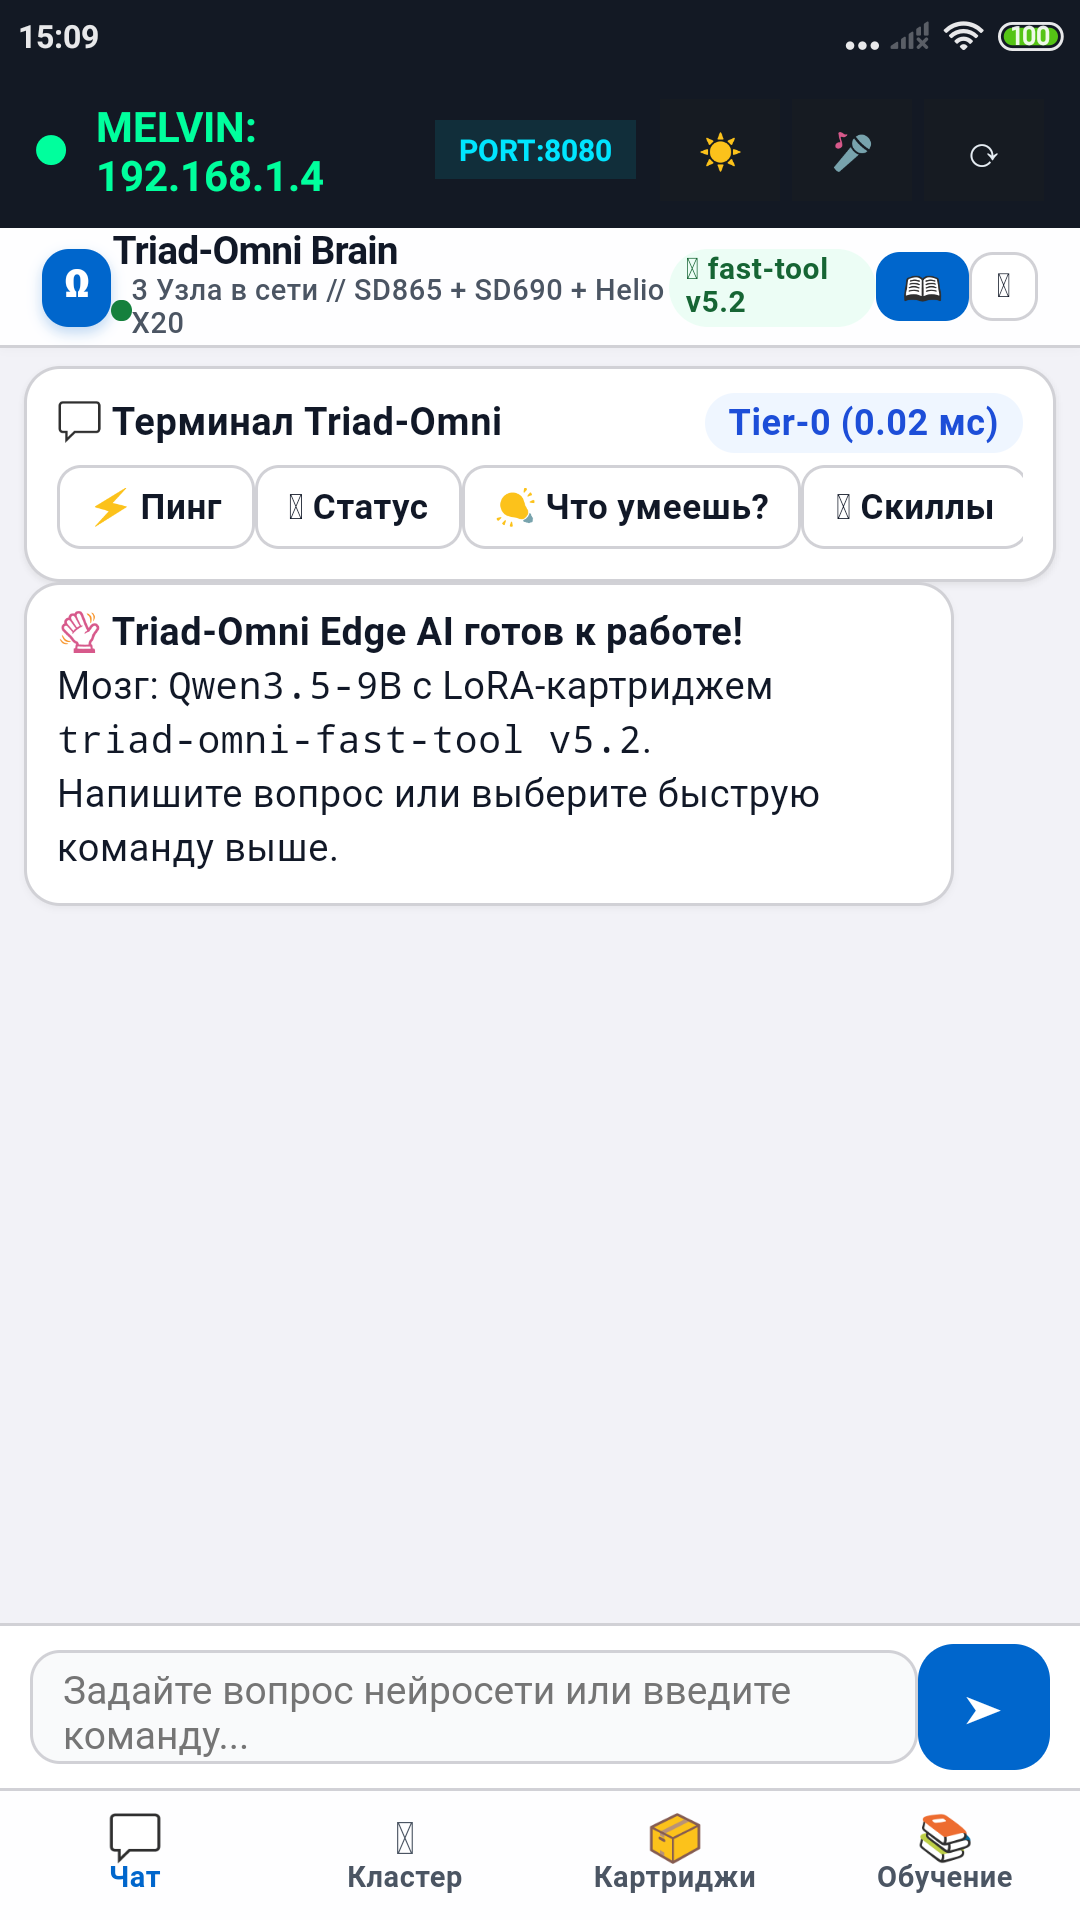 15:09
100
MELVIN:
192.168.1.4
PORT:8080
Ω
Triad-Omni Brain
3 Узла в сети // SD865 + SD690 + Helio
X20
fast-tool
v5.2
Терминал Triad-Omni
Tier-0 (0.02 мс)
⚡ Пинг
Статус
Что умеешь?
Скиллы
👋 Triad-Omni Edge AI готов к работе!
Мозг: Qwen3.5-9B с LoRA-картриджем
triad-omni-fast-tool v5.2.
Напишите вопрос или выберите быструю
команду выше.
Задайте вопрос нейросети или введите
команду...
Чат
Кластер
Картриджи
Обучение